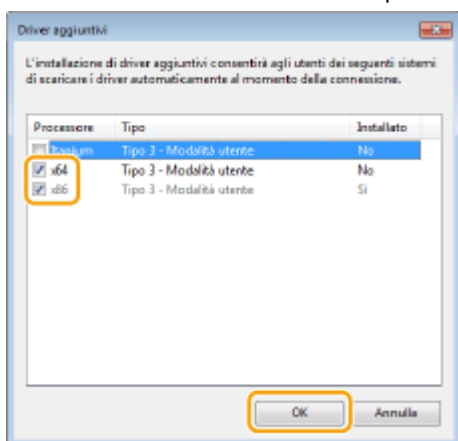 Driver aggiuntivi
L'installazione di driver aggiuntivi consentirà agli utenti dei seguenti sistemi
di scaricare i driver automaticamente al momento della connessione.
Processore Tipo Installato
Itanium Tipo 3 - Modalità utente No
x64 Tipo 3 - Modalità utente No
x86 Tipo 3 - Modalità utente Sì
OK Annulla